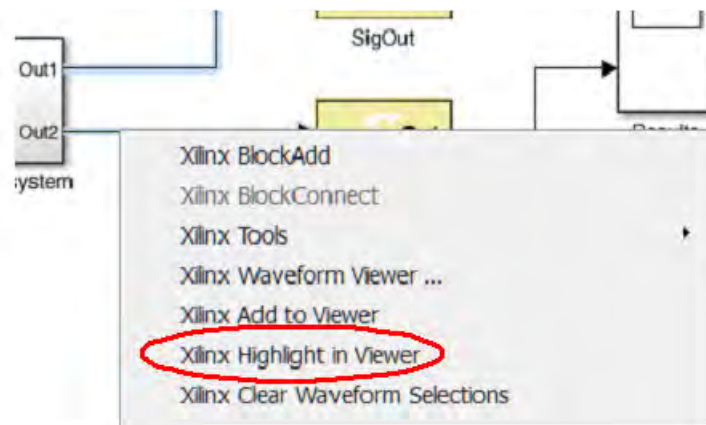 SigOut
Out1
Out2
system
Xilinx BlockAdd
Xilinx BlockConnect
Xilinx Tools
Xilinx Waveform Viewer ...
Xilinx Add to Viewer
Xilinx Highlight in Viewer
Xilinx Clear Waveform Selections